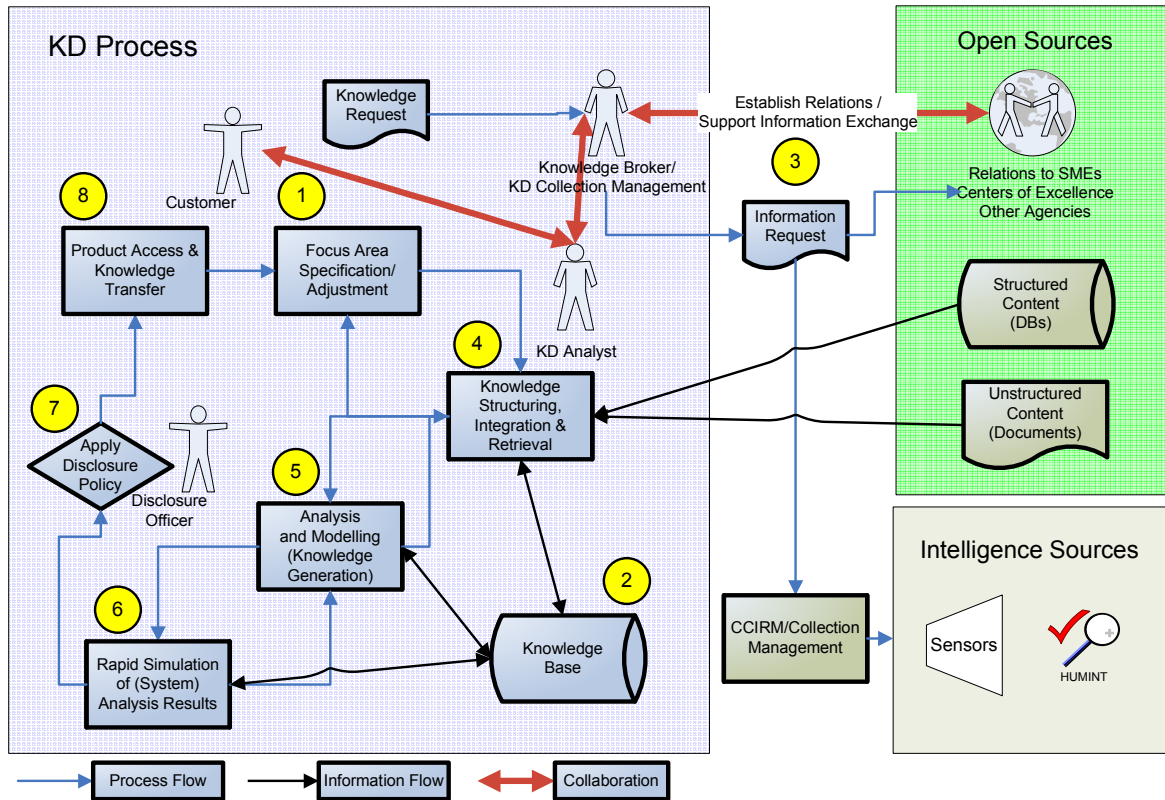 KD Process
Open Sources
Knowledge
Request
Establish Relations /
Support Information Exchange
Customer
Knowledge Broker/
KD Collection Management
3
Relations to SMEs
Centers of Excellence
Other Agencies
8
1
Information
Request
Product Access &
Knowledge
Transfer
Focus Area
Specification/
Adjustment
Structured
Content
(DBs)
KD Analyst
4
Knowledge
Structuring,
Integration &
Retrieval
Unstructured
Content
(Documents)
7
Apply
Disclosure
Policy
Disclosure
Officer
5
Analysis
and Modelling
(Knowledge
Generation)
Intelligence Sources
2
6
CCIRM/Collection
Management
Sensors
HUMINT
Rapid Simulation
of (System)
Analysis Results
Knowledge
Base
Process Flow
Information Flow
Collaboration